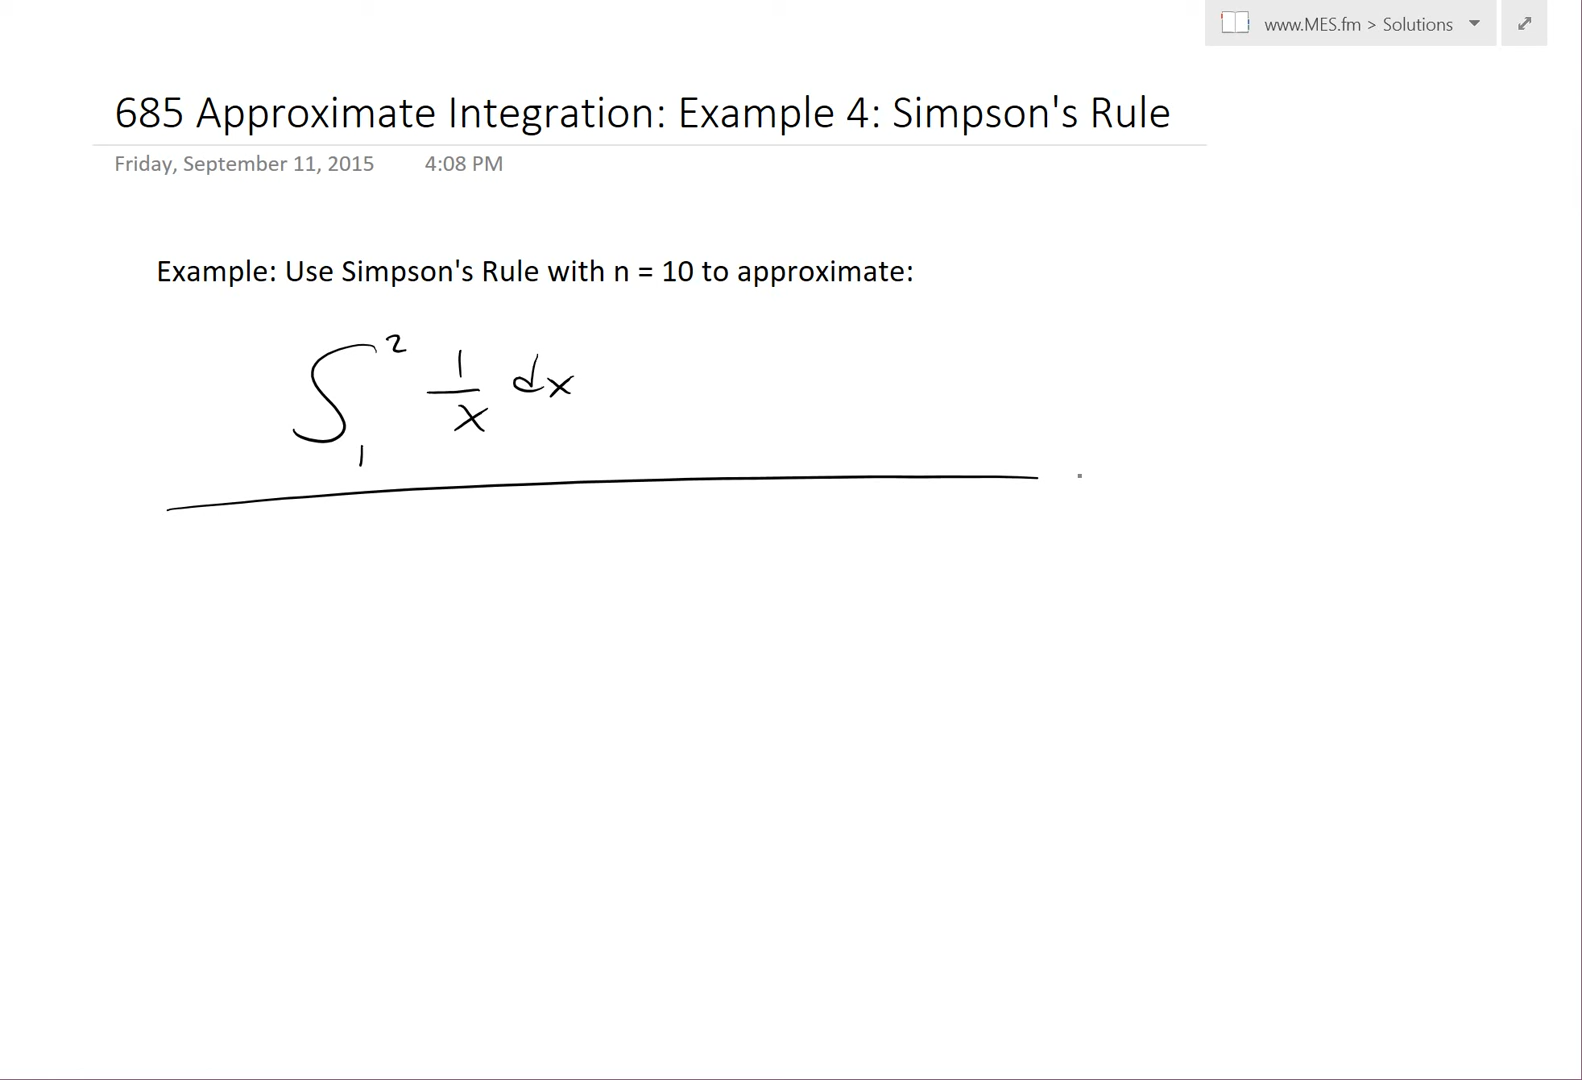 www.MES.fm > Solutions
685 Approximate Integration: Example 4: Simpson's Rule
Friday, September 11, 2015 4:08 PM
Example: Use Simpson's Rule with n = 10 to approximate:
∫₁² 1/x dx